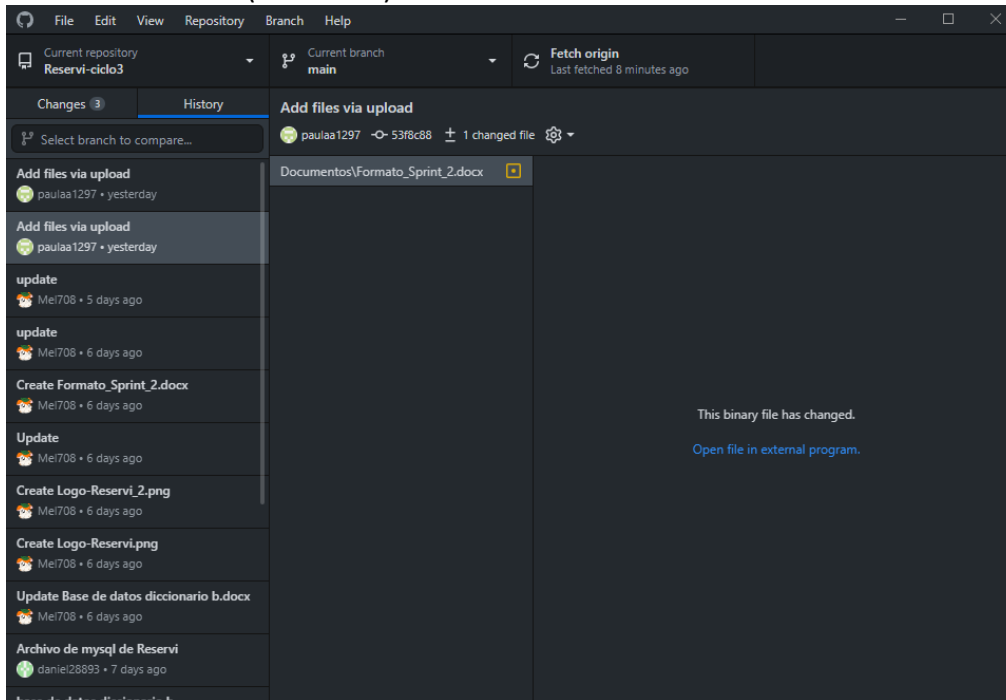 File Edit View Repository Branch Help
Current repository
Reservi-ciclo3
Current branch
main
Fetch origin
Last fetched 8 minutes ago
Changes 3 History
Select branch to compare...
Add files via upload
paulaa1297 • yesterday
Add files via upload
paulaa1297 • yesterday
update
Mel708 • 5 days ago
update
Mel708 • 6 days ago
Create Formato_Sprint_2.docx
Mel708 • 6 days ago
Update
Mel708 • 6 days ago
Create Logo-Reservi_2.png
Mel708 • 6 days ago
Create Logo-Reservi.png
Mel708 • 6 days ago
Update Base de datos diccionario b.docx
Mel708 • 6 days ago
Archivo de mysql de Reservi
daniel28893 • 7 days ago
Add files via upload
paulaa1297 53f8c88 1 changed file
Documentos\Formato_Sprint_2.docx
This binary file has changed.
Open file in external program.